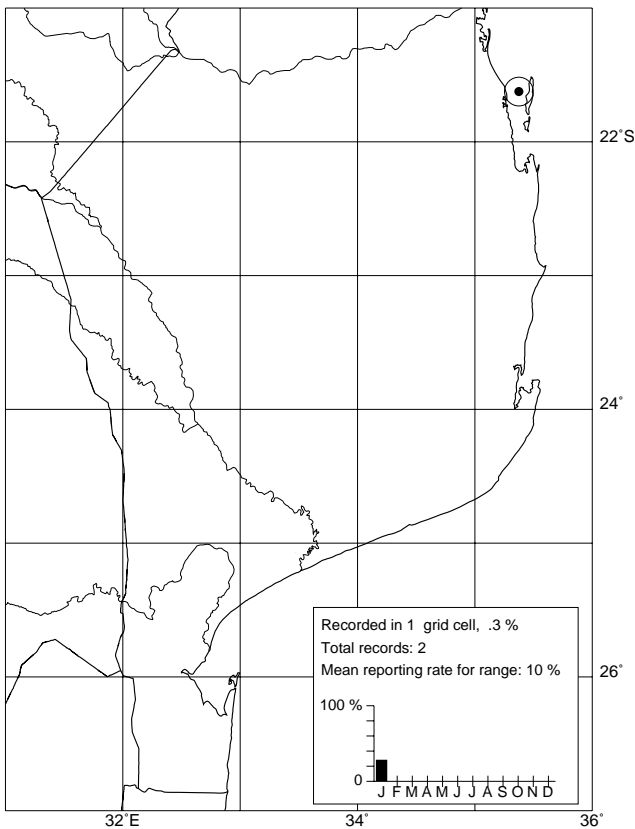 22°S
24°
Recorded in 1 grid cell, .3 %
Total records: 2
Mean reporting rate for range: 10 %
26°
100 %
0
J F M A M J J A S O N D
32°E 34° 36°